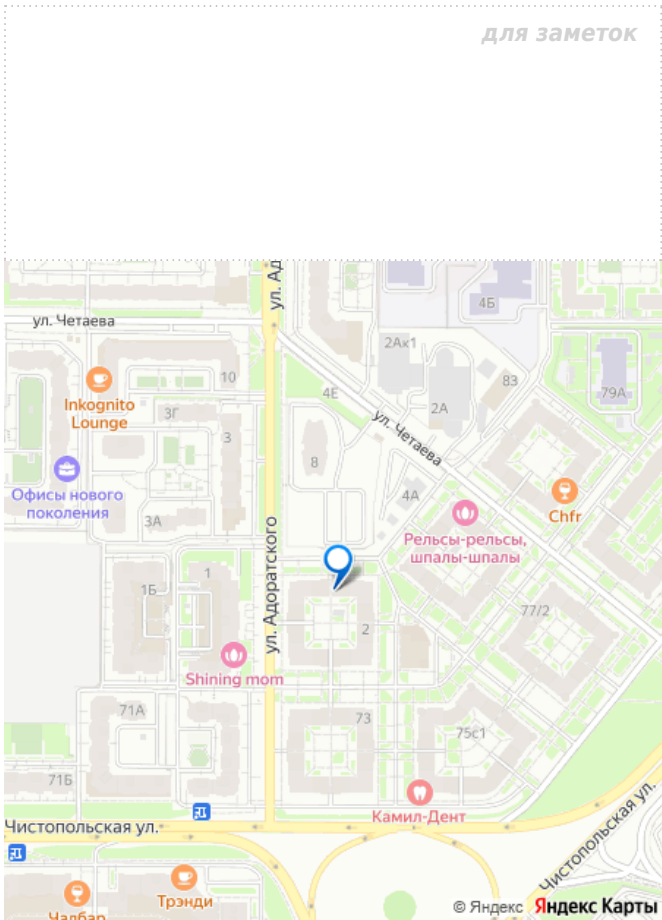 для заметок
ул. Ад
4Б
ул. Четаева
2Ак1
10
83
79А
4Е
Inkognito
Lounge
3Г
2А
ул. Четаева
3
8
Офисы нового
поколения
4А
Chfr
3А
Рельсы-рельсы,
шпалы-шпалы
ул. Адоратского
1
1Б
77/2
2
Shining mom
71А
73
75с1
71Б
Камил-Дент
Чистопольская ул.
Чистопольская ул.
Трэнди
Чалбар
© Яндекс Яндекс Карты